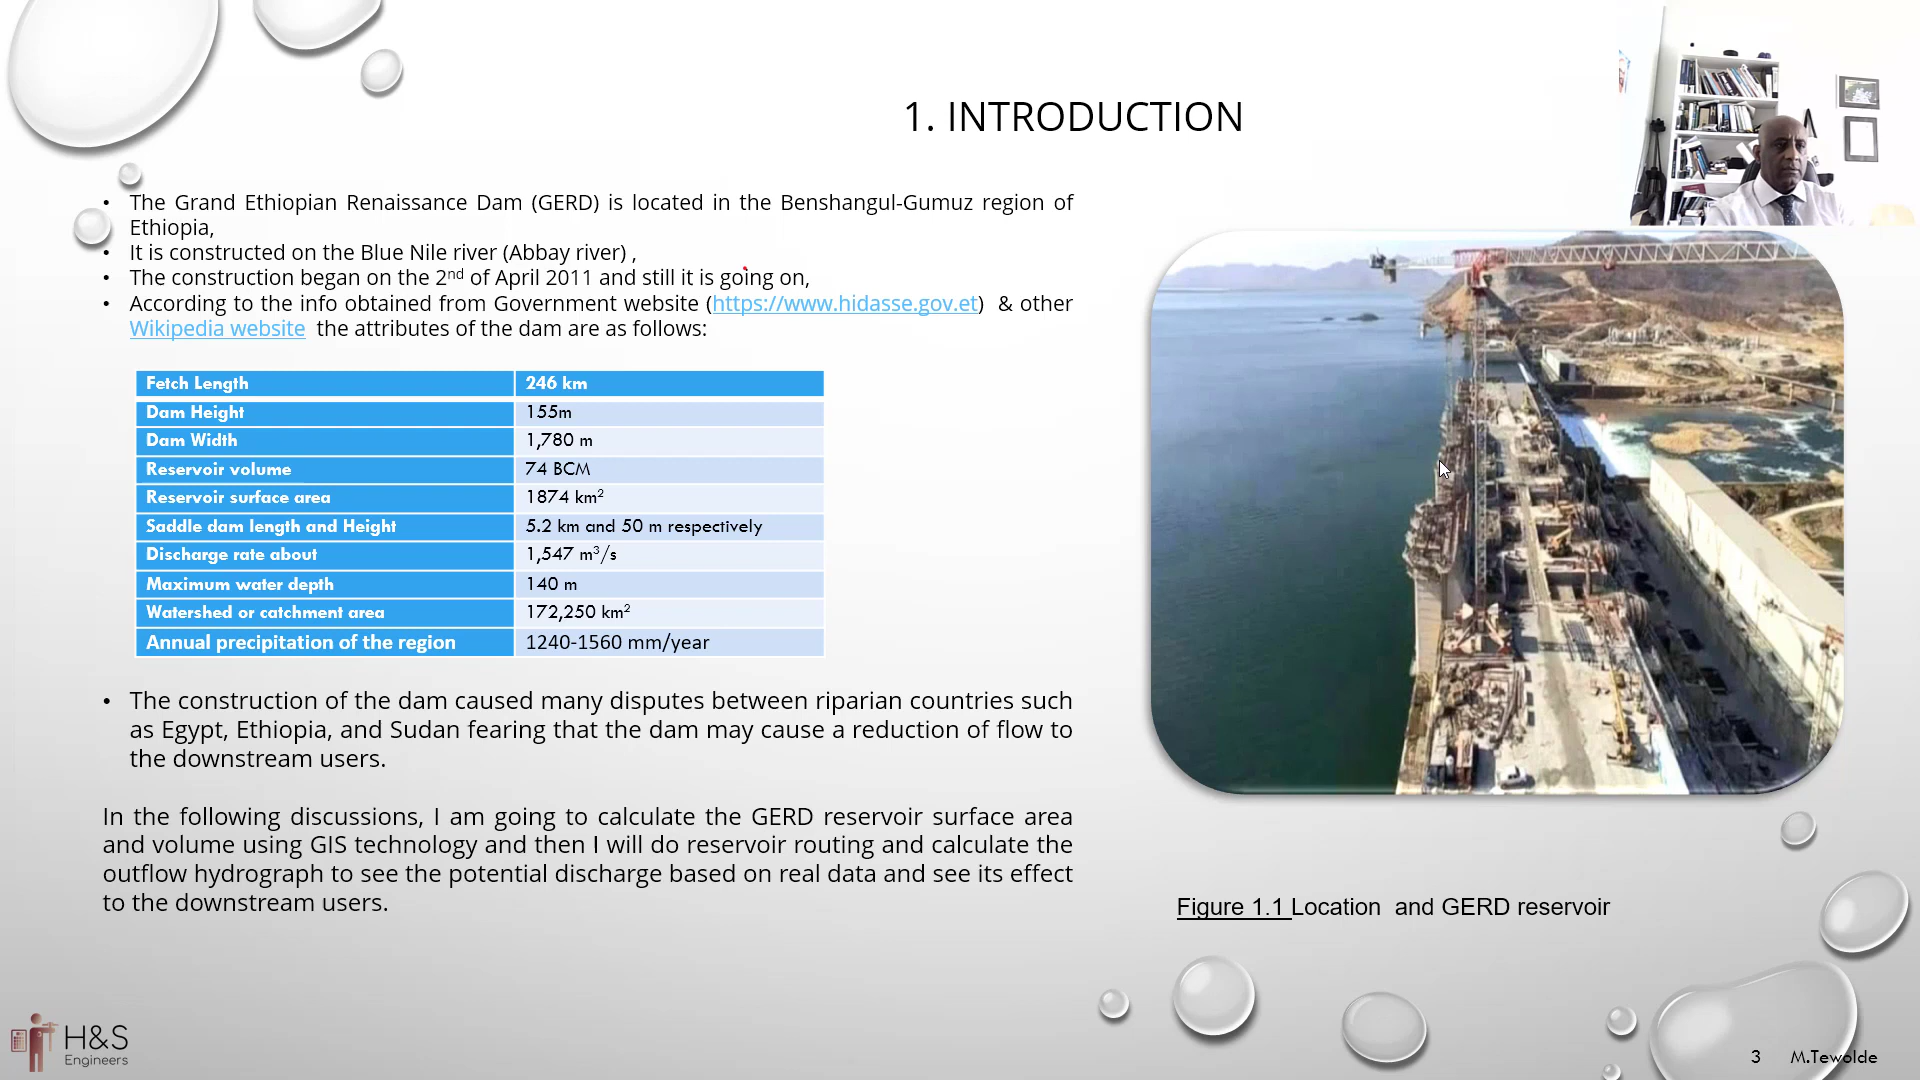 1. INTRODUCTION
• The Grand Ethiopian Renaissance Dam (GERD) is located in the Benshangul-Gumuz region of
Ethiopia,
• It is constructed on the Blue Nile river (Abbay river) ,
• The construction began on the 2nd of April 2011 and still it is going on,
• According to the info obtained from Government website (https://www.hidasse.gov.et) & other
Wikipedia website the attributes of the dam are as follows:
Fetch Length 246 km
Dam Height 155m
Dam Width 1,780 m
Reservoir volume 74 BCM
Reservoir surface area 1874 km²
Saddle dam length and Height 5.2 km and 50 m respectively
Discharge rate about 1,547 m³/s
Maximum water depth 140 m
Watershed or catchment area 172,250 km²
Annual precipitation of the region 1240-1560 mm/year
• The construction of the dam caused many disputes between riparian countries such
as Egypt, Ethiopia, and Sudan fearing that the dam may cause a reduction of flow to
the downstream users.
In the following discussions, I am going to calculate the GERD reservoir surface area
and volume using GIS technology and then I will do reservoir routing and calculate the
outflow hydrograph to see the potential discharge based on real data and see its effect
to the downstream users.
Figure 1.1 Location and GERD reservoir
H&S
Engineers
3 M.Tewolde